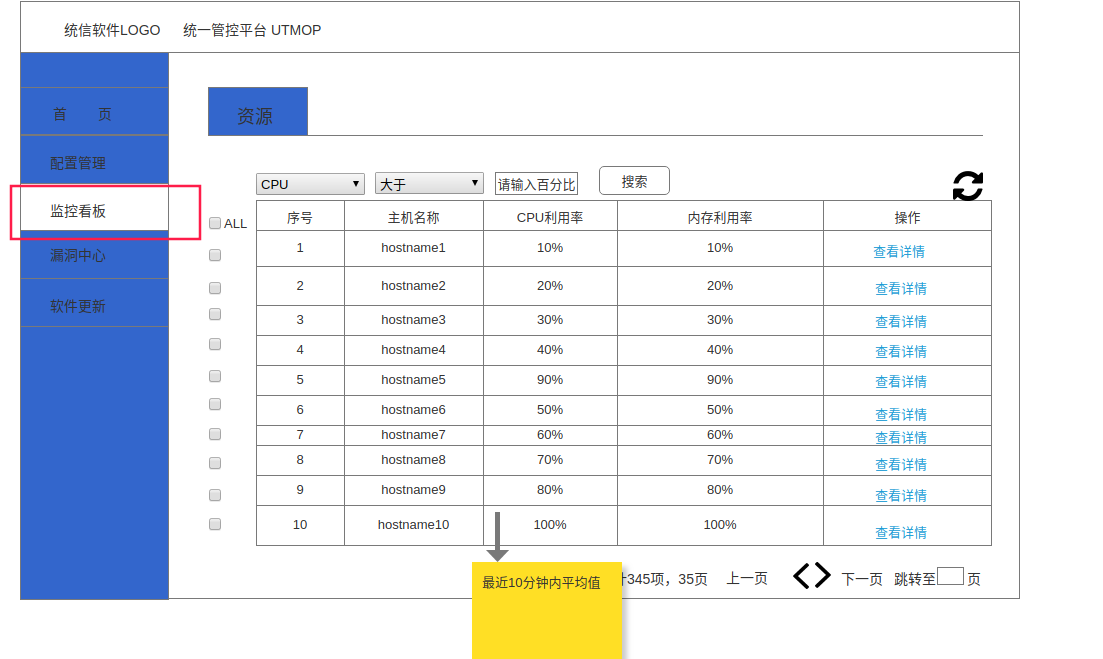 统信软件LOGO 统一管控平台 UTMOP
首 页
配置管理
监控看板
漏洞中心
软件更新
资源
CPU 大于 请输入百分比 搜索
ALL 序号 主机名称 CPU利用率 内存利用率 操作
1 hostname1 10% 10% 查看详情
2 hostname2 20% 20% 查看详情
3 hostname3 30% 30% 查看详情
4 hostname4 40% 40% 查看详情
5 hostname5 90% 90% 查看详情
6 hostname6 50% 50% 查看详情
7 hostname7 60% 60% 查看详情
8 hostname8 70% 70% 查看详情
9 hostname9 80% 80% 查看详情
10 hostname10 100% 100% 查看详情
345项，35页 上一页 下一页 跳转至 页
最近10分钟内平均值